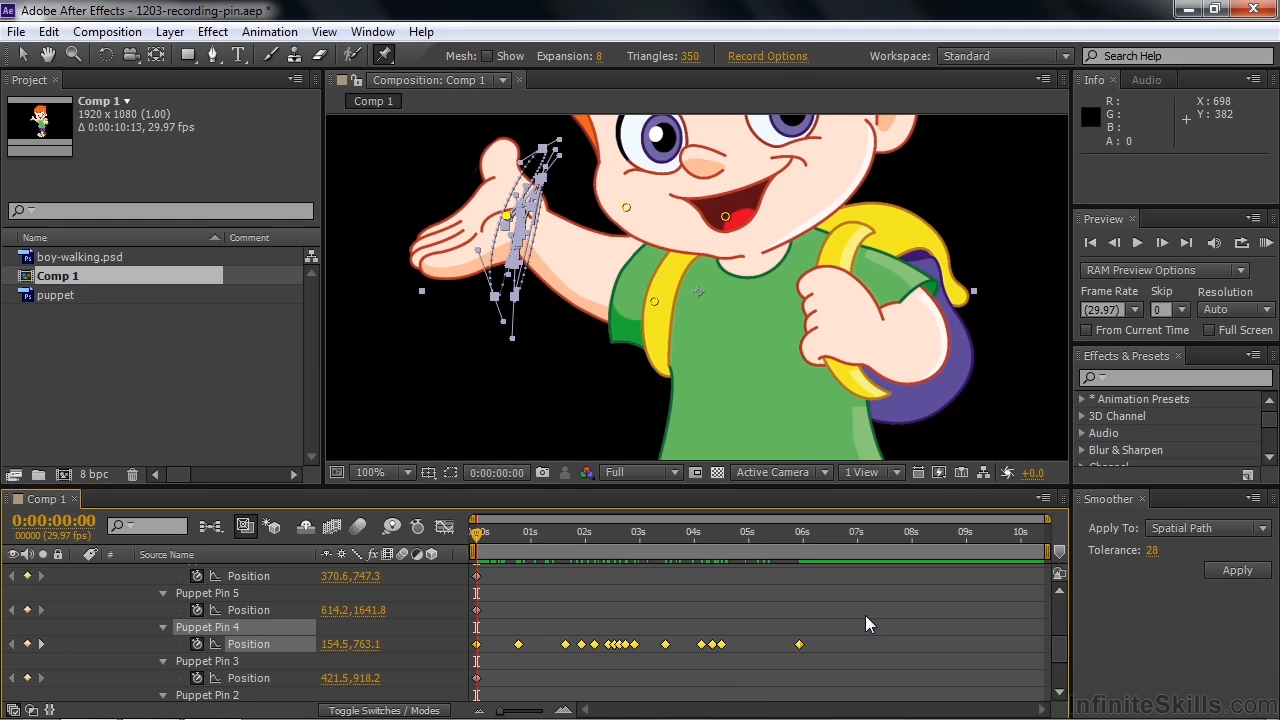 Ae Adobe After Effects - 1203-recording-pin.aep *
File Edit Composition Layer Effect Animation View Window Help
Mesh: Show Expansion: 8 Triangles: 350 Record Options Workspace: Standard Search Help
Project
Comp 1
1920 x 1080 (1.00)
Δ 0:00:10:13, 29.97 fps
Name Comment
boy-walking.psd
Comp 1
puppet
8 bpc
Composition: Comp 1
Comp 1
100% 0:00:00:00 Full Active Camera 1 View +0.0
Info Audio
R : X : 698
G : Y : 382
B :
A : 0
Preview
RAM Preview Options
Frame Rate Skip Resolution
(29.97) 0 Auto
From Current Time Full Screen
Effects & Presets
* Animation Presets
3D Channel
Audio
Blur & Sharpen
Comp 1
0:00:00:00
00000 (29.97 fps)
# Source Name
:00s 01s 02s 03s 04s 05s 06s 07s 08s 09s 10s
Position 370.6,747.3
Puppet Pin 5
Position 614.2,1641.8
Puppet Pin 4
Position 154.5,763.1
Puppet Pin 3
Position 421.5,918.2
Puppet Pin 2
Toggle Switches / Modes
Smoother
Apply To: Spatial Path
Tolerance: 28
Apply
InfiniteSkills.com